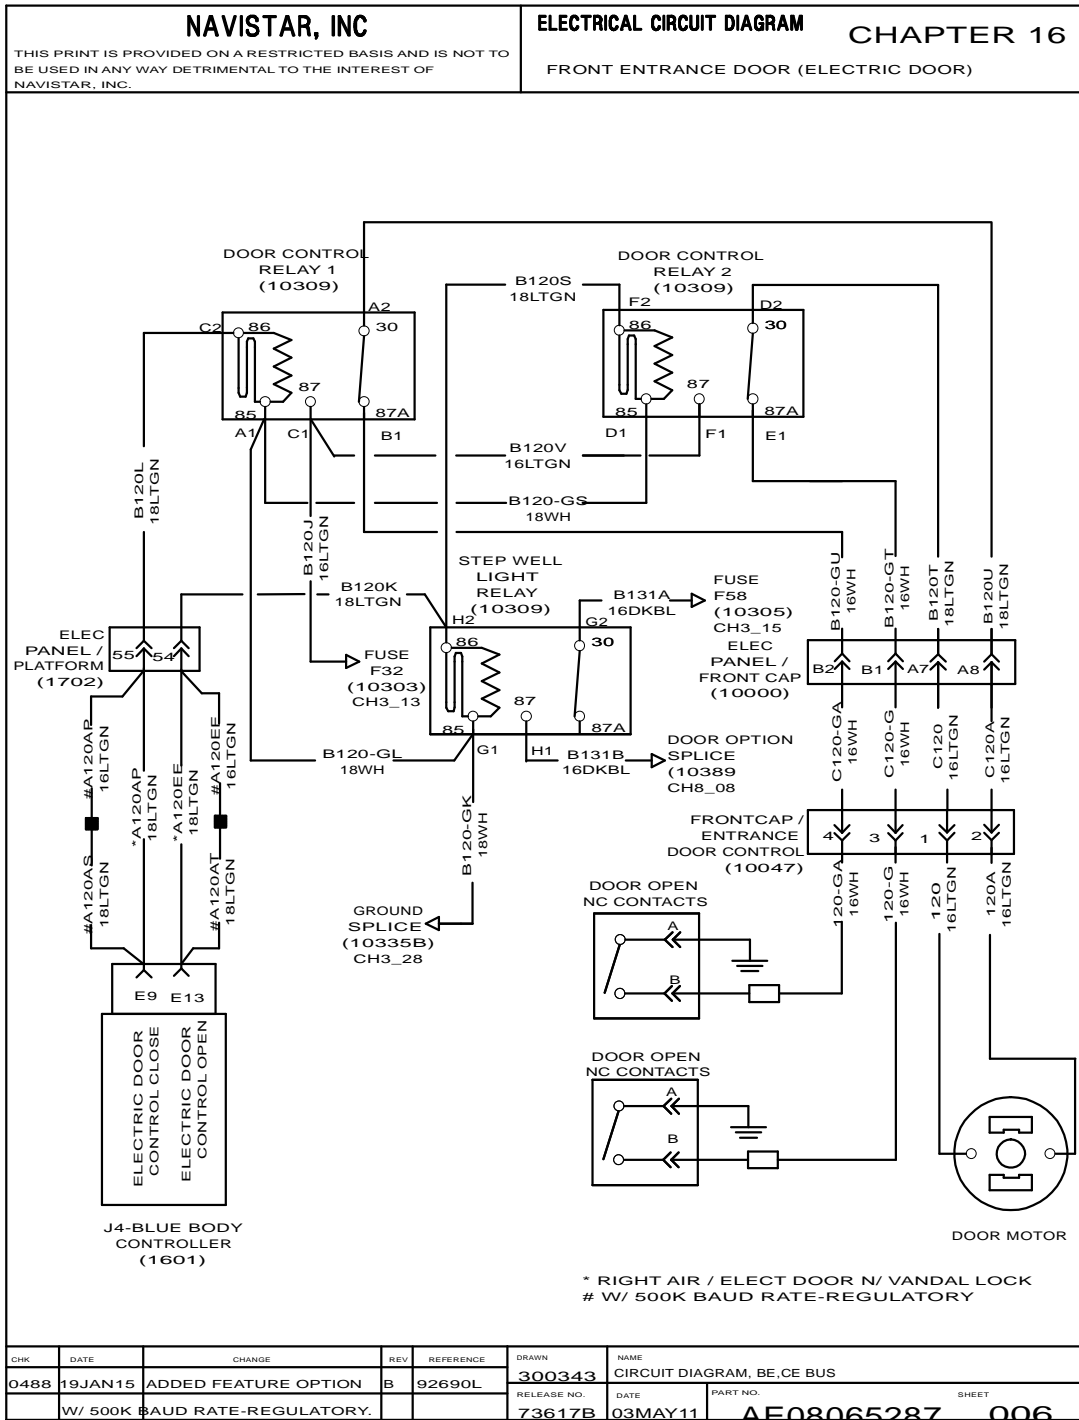 NAVISTAR, INC
THIS PRINT IS PROVIDED ON A RESTRICTED BASIS AND IS NOT TO
BE USED IN ANY WAY DETRIMENTAL TO THE INTEREST OF
NAVISTAR, INC.
ELECTRICAL CIRCUIT DIAGRAM
CHAPTER 16
FRONT ENTRANCE DOOR (ELECTRIC DOOR)
DOOR CONTROL
RELAY 1
(10309)
A2
C2
86
30
87
85
87A
A1
C1
B1
B120S
18LTGN
DOOR CONTROL
RELAY 2
(10309)
F2
D2
86
30
87
85
87A
D1
F1
E1
B120V
16LTGN
B120-GS
18WH
B120L
18LTGN
B120J
16LTGN
B120K
18LTGN
STEP WELL
LIGHT
RELAY
(10309)
H2
G2
86
30
87
85
87A
G1
H1
B131A
16DKBL
FUSE
F58
(10305)
CH3_15
B131B
16DKBL
DOOR OPTION
SPLICE
(10389
CH8_08
FUSE
F32
(10303)
CH3_13
B120-GL
18WH
B120-GK
18WH
GROUND
SPLICE
(10335B)
CH3_28
ELEC
PANEL /
PLATFORM
(1702)
55
54
#A120AP
16LTGN
*A120AP
18LTGN
*A120EE
18LTGN
#A120EE
16LTGN
#A120AS
18LTGN
#A120AT
18LTGN
E9
E13
ELECTRIC DOOR
CONTROL CLOSE
ELECTRIC DOOR
CONTROL OPEN
J4-BLUE BODY
CONTROLLER
(1601)
B120-GU
16WH
B120-GT
16WH
B120T
18LTGN
B120U
18LTGN
ELEC
PANEL /
FRONT CAP
(10000)
B2
B1
A7
A8
C120-GA
16WH
C120-G
16WH
C120
16LTGN
C120A
16LTGN
FRONTCAP /
ENTRANCE
DOOR CONTROL
(10047)
4
3
1
2
120-GA
16WH
120-G
16WH
120
16LTGN
120A
16LTGN
DOOR OPEN
NC CONTACTS
A
B
DOOR OPEN
NC CONTACTS
A
B
DOOR MOTOR
* RIGHT AIR / ELECT DOOR N/ VANDAL LOCK
# W/ 500K BAUD RATE-REGULATORY
CHK DATE CHANGE REV REFERENCE
0488 19JAN15 ADDED FEATURE OPTION B 92690L
W/ 500K BAUD RATE-REGULATORY.
DRAWN
300343
NAME
CIRCUIT DIAGRAM, BE,CE BUS
RELEASE NO.
73617B
DATE
03MAY11
PART NO.
AE08065287
SHEET
006